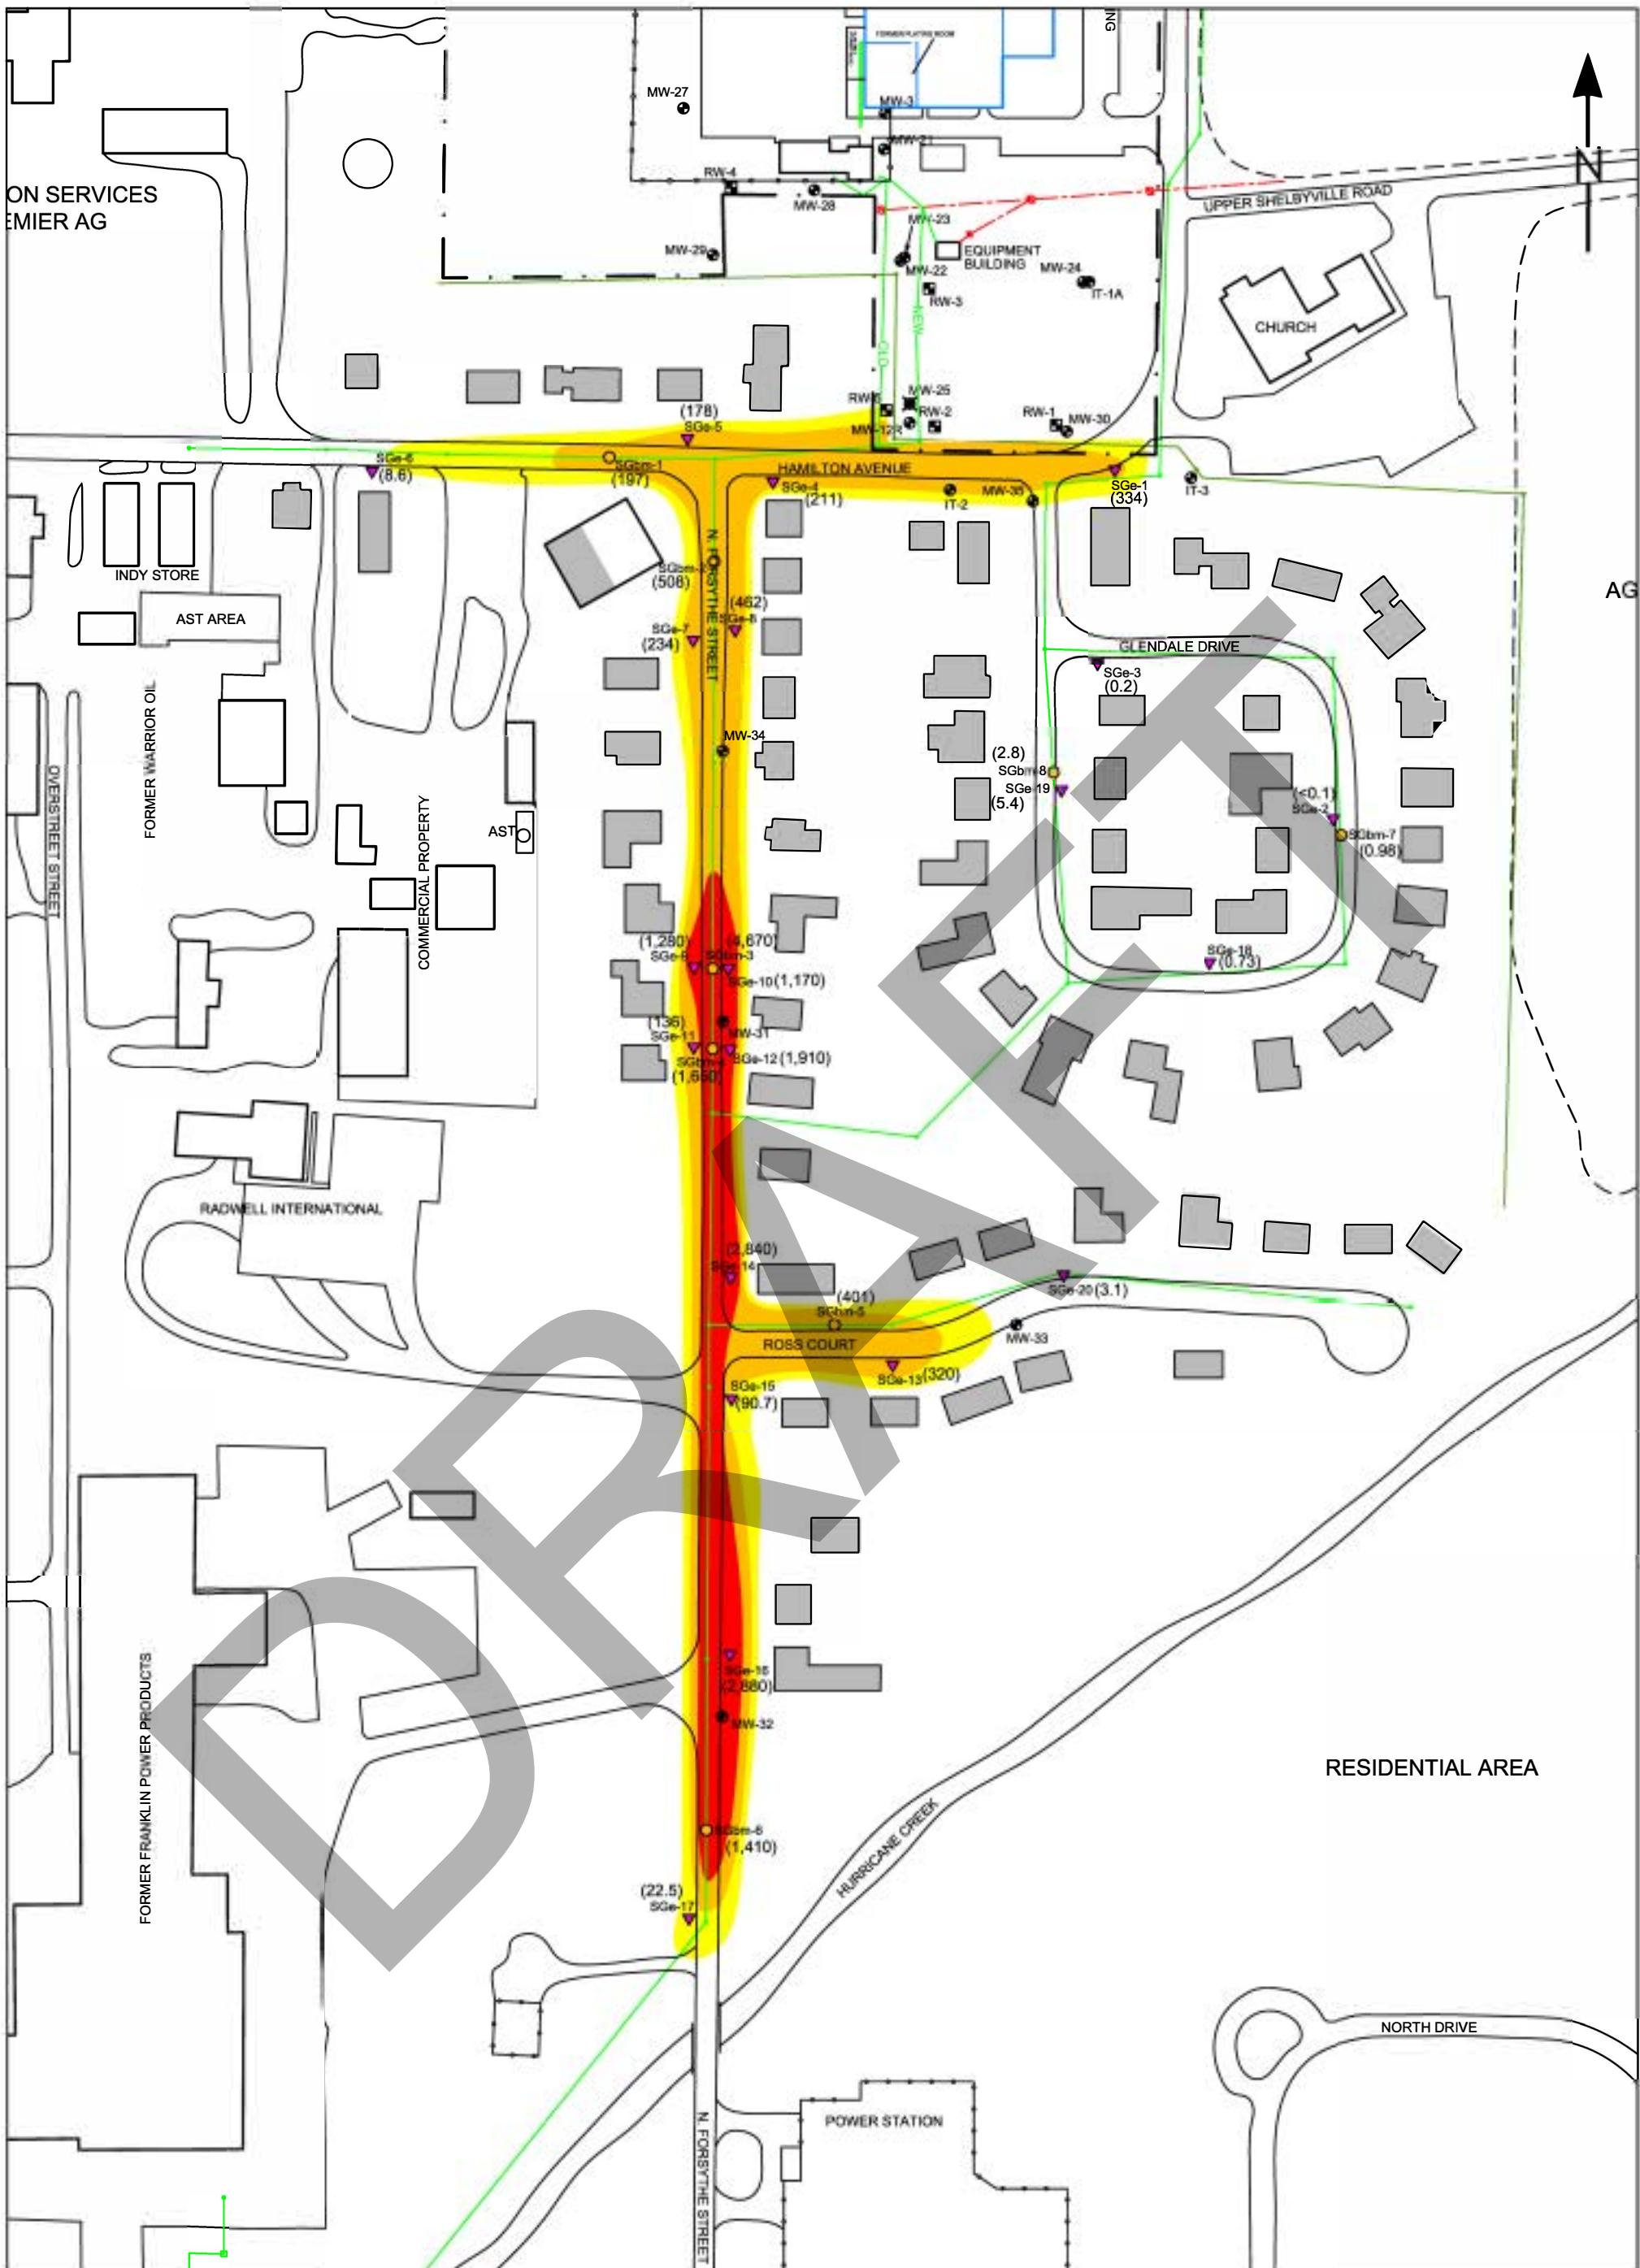 ING
FORMER PLATING ROOM
MW-27
MW-3
MW-21
N
ON SERVICES
EMIER AG
RW-4
MW-28
UPPER SHELBYVILLE ROAD
MW-23
MW-29
EQUIPMENT
BUILDING
MW-22
MW-24
IT-1A
RW-3
NEW
OLD
CHURCH
MW-25
RW-2
RW-1
MW-30
MW-12R
(178)
SGe-5
SGe-6
(8.6)
SGbm-1
(197)
HAMILTON AVENUE
SGe-4
(211)
IT-2
MW-35
SGe-1
(334)
IT-3
INDY STORE
AST AREA
N. FORSYTHE STREET
(508)
(462)
SGe-8
SGe-7
(234)
AG
GLENDALE DRIVE
SGe-3
(0.2)
FORMER WARRIOR OIL
OVERSTREET STREET
COMMERCIAL PROPERTY
AST
MW-34
(2.8)
SGbm-8
SGe-19
(5.4)
(<0.1)
SGe-2
SGbm-7
(0.98)
(1,280)
(4,670)
SGe-9
SGbm-3
SGe-10 (1,170)
SGe-18
(0.73)
(136)
SGe-11
MW-31
SGe-12 (1,910)
RADWELL INTERNATIONAL
(2,840)
SGe-14
(401)
SGbm-5
SGe-20 (3.1)
ROSS COURT
MW-33
SGe-13 (320)
SGe-15
(90.7)
DRAFT
SGe-16
(2,880)
MW-32
FORMER FRANKLIN POWER PRODUCTS
RESIDENTIAL AREA
SGbm-6
(1,410)
HURRICANE CREEK
(22.5)
SGe-17
NORTH DRIVE
POWER STATION
N. FORSYTHE STREET